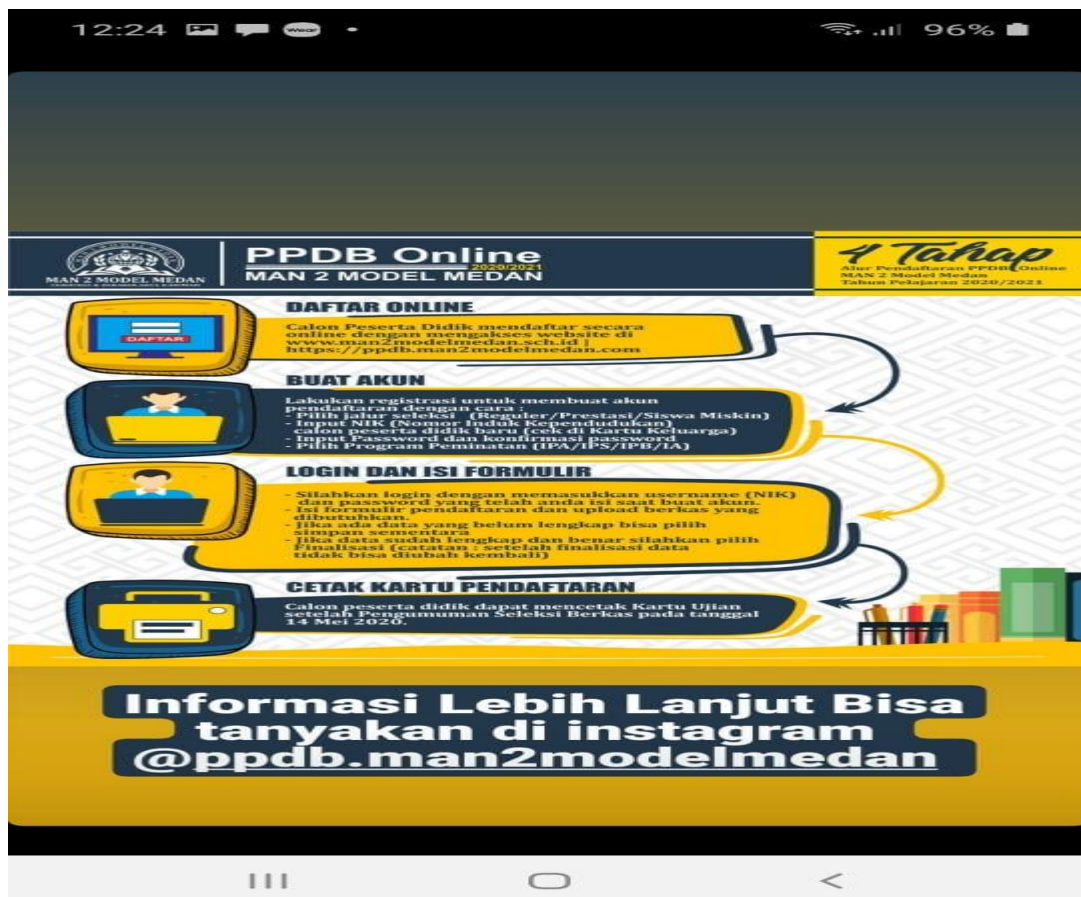 12:24
Wear
96%
MAN 2 MODEL MEDAN
PPDB Online
2020/2021
MAN 2 MODEL MEDAN
4 Tahap
Alur Pendaftaran PPDB Online
MAN 2 Model Medan
Tahun Pelajaran 2020/2021
DAFTAR ONLINE
DAFTAR
Calon Peserta Didik mendaftar secara
online dengan mengakses website di
www.man2modelmedan.sch.id |
https://ppdb.man2modelmedan.com
BUAT AKUN
Lakukan registrasi untuk membuat akun
pendaftaran dengan cara :
- Pilih jalur seleksi (Reguler/Prestasi/Siswa Miskin)
- Input NIK (Nomor Induk Kependudukan)
calon peserta didik baru (cek di Kartu Keluarga)
- Input Password dan konfirmasi password
- Pilih Program Peminatan (IPA/IPS/IPB/IA)
LOGIN DAN ISI FORMULIR
- Silahkan login dengan memasukkan username (NIK)
dan password yang telah anda isi saat buat akun.
- Isi formulir pendaftaran dan upload berkas yang
dibutuhkan.
- Jika ada data yang belum lengkap bisa pilih
simpan sementara
- Jika data sudah lengkap dan benar silahkan pilih
Finalisasi (catatan : setelah finalisasi data
tidak bisa diubah kembali)
CETAK KARTU PENDAFTARAN
Calon peserta didik dapat mencetak Kartu Ujian
setelah Pengumuman Seleksi Berkas pada tanggal
14 Mei 2020.
Informasi Lebih Lanjut Bisa
tanyakan di instagram
@ppdb.man2modelmedan